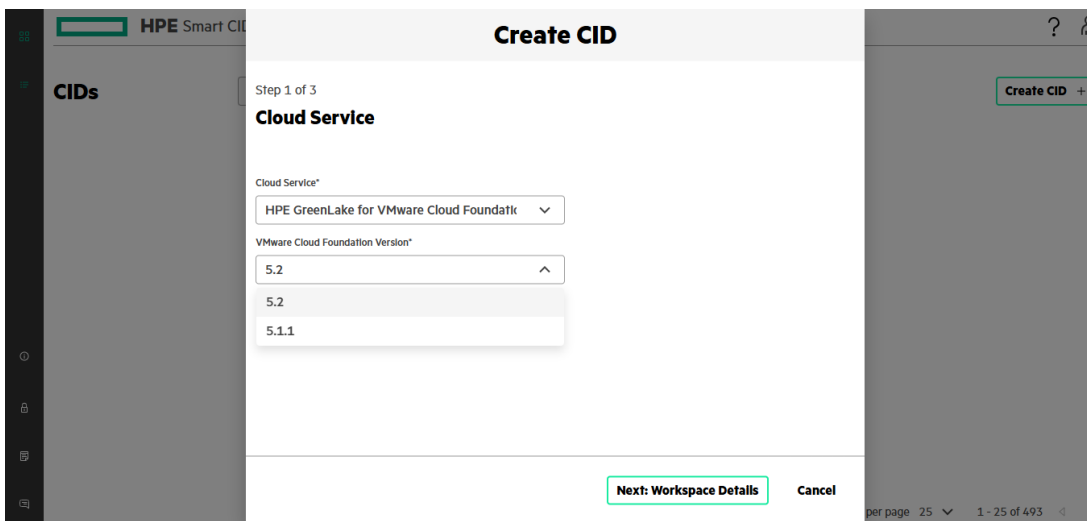 HPE Smart CI
Create CID
?
CIDs
Create CID +
Step 1 of 3
Cloud Service
Cloud Service*
HPE GreenLake for VMware Cloud Foundatic
VMware Cloud Foundation Version*
5.2
5.2
5.1.1
Next: Workspace Details
Cancel
per page 25
1 - 25 of 493